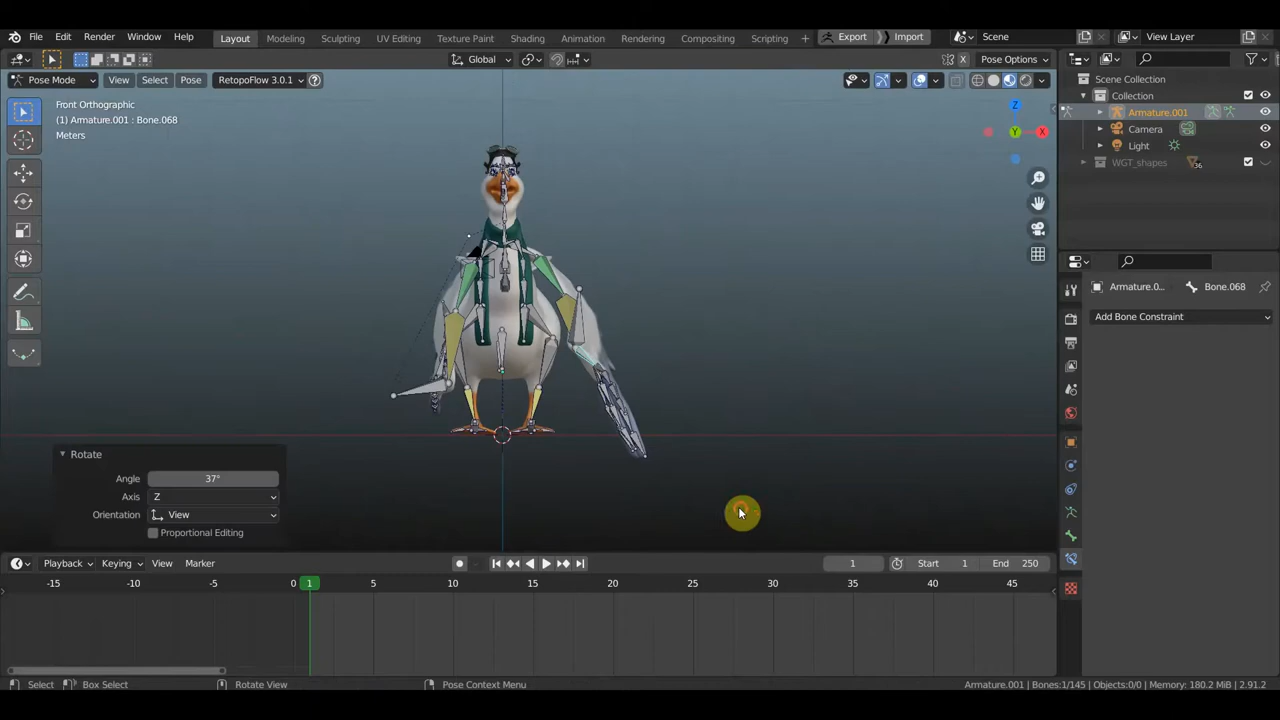 File Edit Render Window Help Layout Modeling Sculpting UV Editing Texture Paint Shading Animation Rendering Compositing Scripting + Export Import Scene View Layer
Global X Pose Options
Pose Mode View Select Pose RetopoFlow 3.0.1
Scene Collection
Collection
Armature.001
Camera
Light
WGT_shapes 36
Front Orthographic
(1) Armature.001 : Bone.068
Meters
Z
Y
X
Armature.0... Bone.068
Add Bone Constraint
Rotate
Angle 37°
Axis Z
Orientation View
Proportional Editing
Playback Keying View Marker 1 Start 1 End 250
-15 -10 -5 0 1 5 10 15 20 25 30 35 40 45
Select Box Select Rotate View Pose Context Menu Armature.001 | Bones:1/145 | Objects:0/0 | Memory: 180.2 MiB | 2.91.2